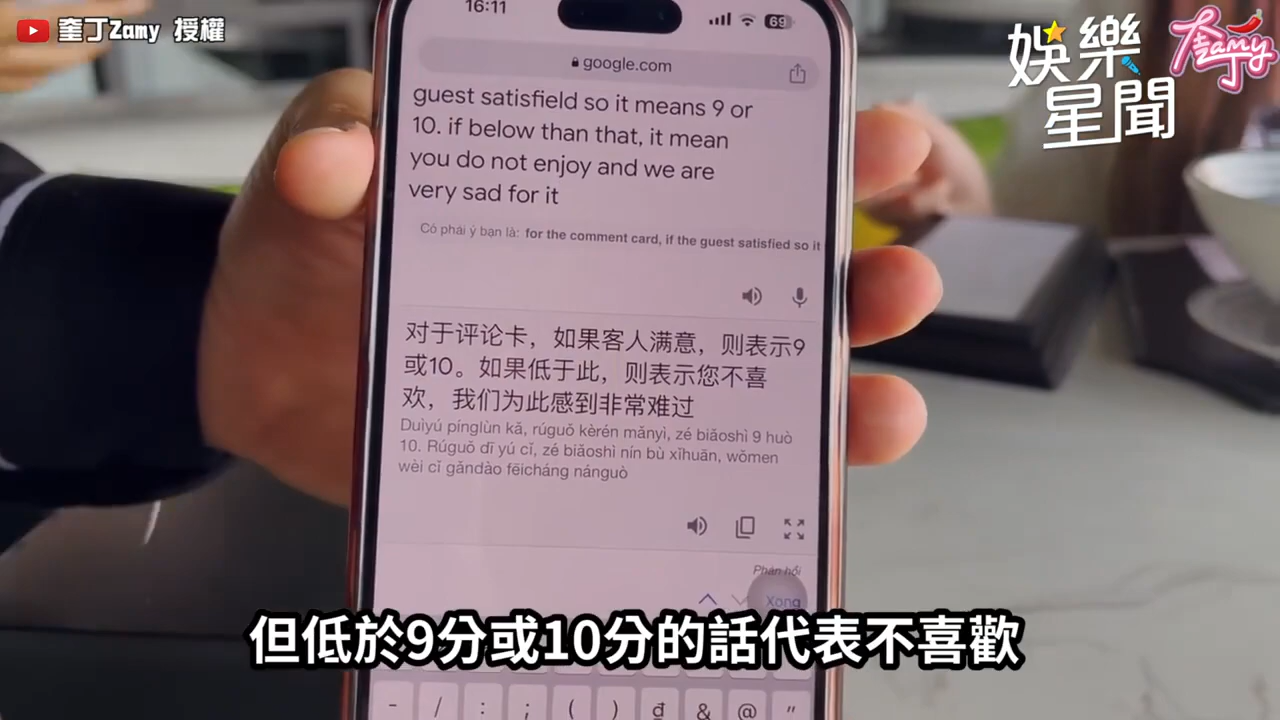 奎丁Zamy 授權
娛樂
星聞
奎Zamy
丁
16:11
69
google.com
guest satisfield so it means 9 or
10. if below than that, it mean
you do not enjoy and we are
very sad for it
Có phải ý bạn là: for the comment card, if the guest satisfied so it
对于评论卡，如果客人满意，则表示9
或10。如果低于此，则表示您不喜
欢，我们为此感到非常难过
Duìyú pínglùn kǎ, rúguǒ kèrén mǎnyì, zé biǎoshì 9 huò
10. Rúguǒ dī yú cǐ, zé biǎoshì nín bù xǐhuān, wǒmen
wèi cǐ gǎndào fēicháng nánguò
Phản hồi
Xong
但低於9分或10分的話代表不喜歡
- / : ; ( ) ₫ & @ "